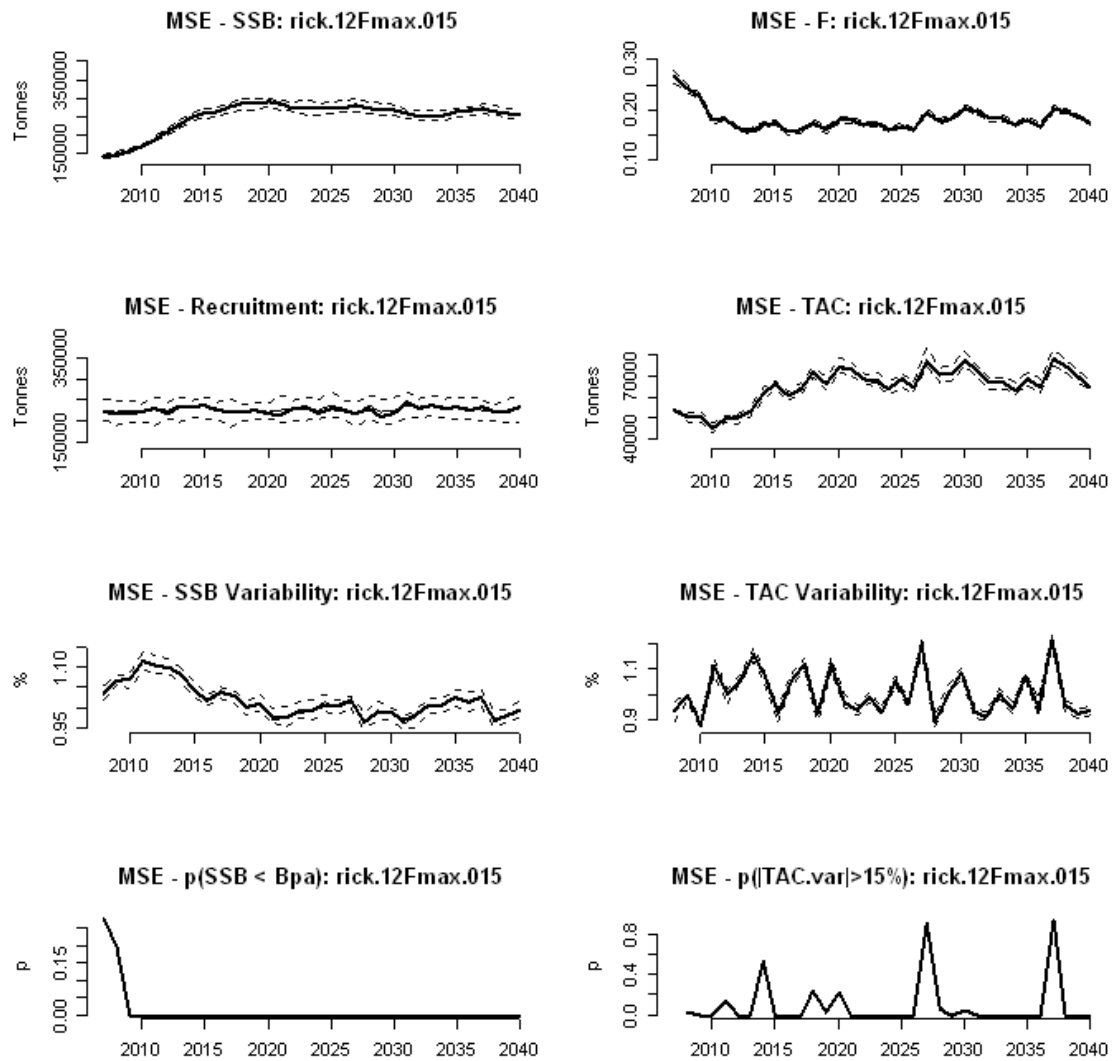 MSE - SSB: rick.12Fmax.015
Tonnes
150000 350000
2010 2015 2020 2025 2030 2035 2040
MSE - F: rick.12Fmax.015
0.10 0.20 0.30
2010 2015 2020 2025 2030 2035 2040
MSE - Recruitment: rick.12Fmax.015
Tonnes
150000 350000
2010 2015 2020 2025 2030 2035 2040
MSE - TAC: rick.12Fmax.015
Tonnes
40000 70000
2010 2015 2020 2025 2030 2035 2040
MSE - SSB Variability: rick.12Fmax.015
%
0.95 1.10
2010 2015 2020 2025 2030 2035 2040
MSE - TAC Variability: rick.12Fmax.015
%
0.9 1.1
2010 2015 2020 2025 2030 2035 2040
MSE - p(SSB < Bpa): rick.12Fmax.015
p
0.00 0.15
2010 2015 2020 2025 2030 2035 2040
MSE - p(|TAC.var|>15%): rick.12Fmax.015
p
0.0 0.4 0.8
2010 2015 2020 2025 2030 2035 2040